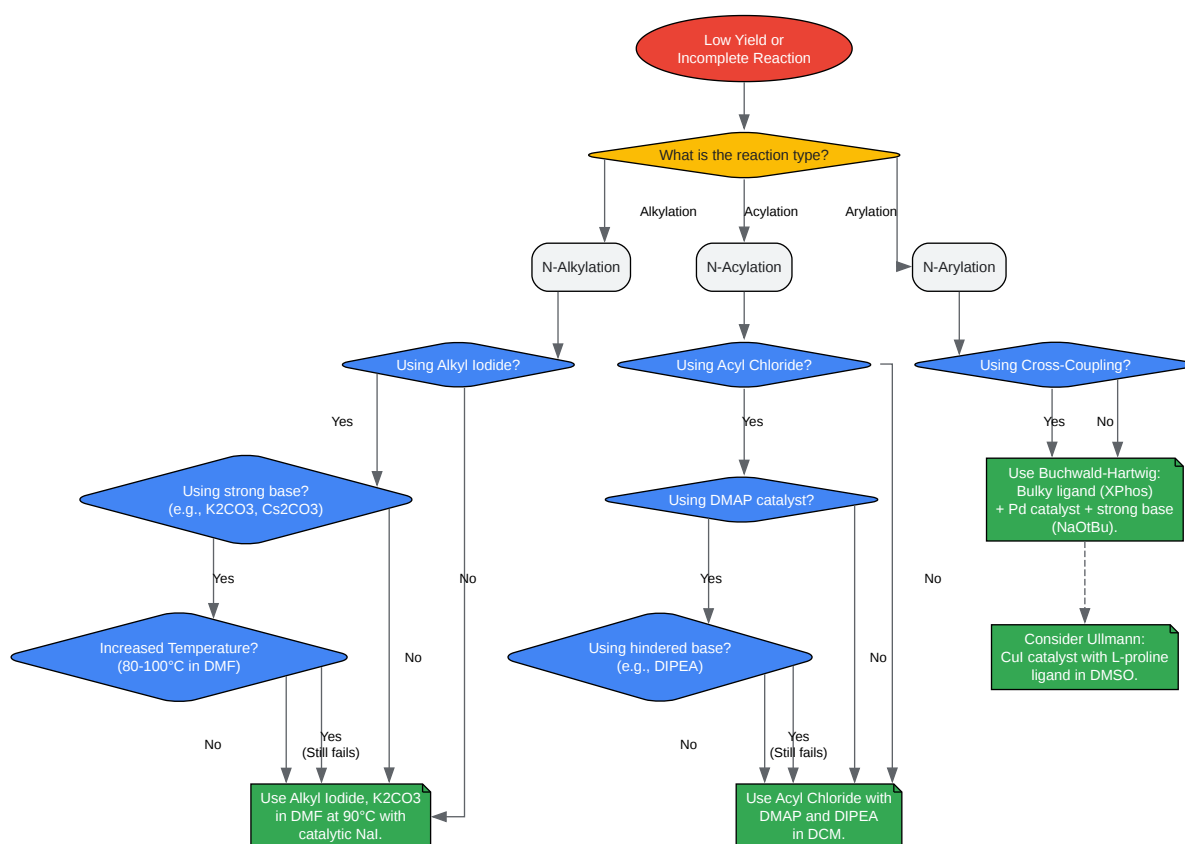 Low Yield or
Incomplete Reaction
What is the reaction type?
Alkylation
Acylation
Arylation
N-Alkylation
N-Acylation
N-Arylation
Using Alkyl Iodide?
Using Acyl Chloride?
Using Cross-Coupling?
Yes
Yes
Yes
No
Using strong base?
(e.g., K2CO3, Cs2CO3)
Using DMAP catalyst?
Use Buchwald-Hartwig:
Bulky ligand (XPhos)
+ Pd catalyst + strong base
(NaOtBu).
Yes
No
Yes
No
Increased Temperature?
(80-100°C in DMF)
No
Using hindered base?
(e.g., DIPEA)
No
Consider Ullmann:
CuI catalyst with L-proline
ligand in DMSO.
No
Yes
(Still fails)
No
Yes
(Still fails)
Use Alkyl Iodide, K2CO3
in DMF at 90°C with
catalytic NaI.
Use Acyl Chloride with
DMAP and DIPEA
in DCM.